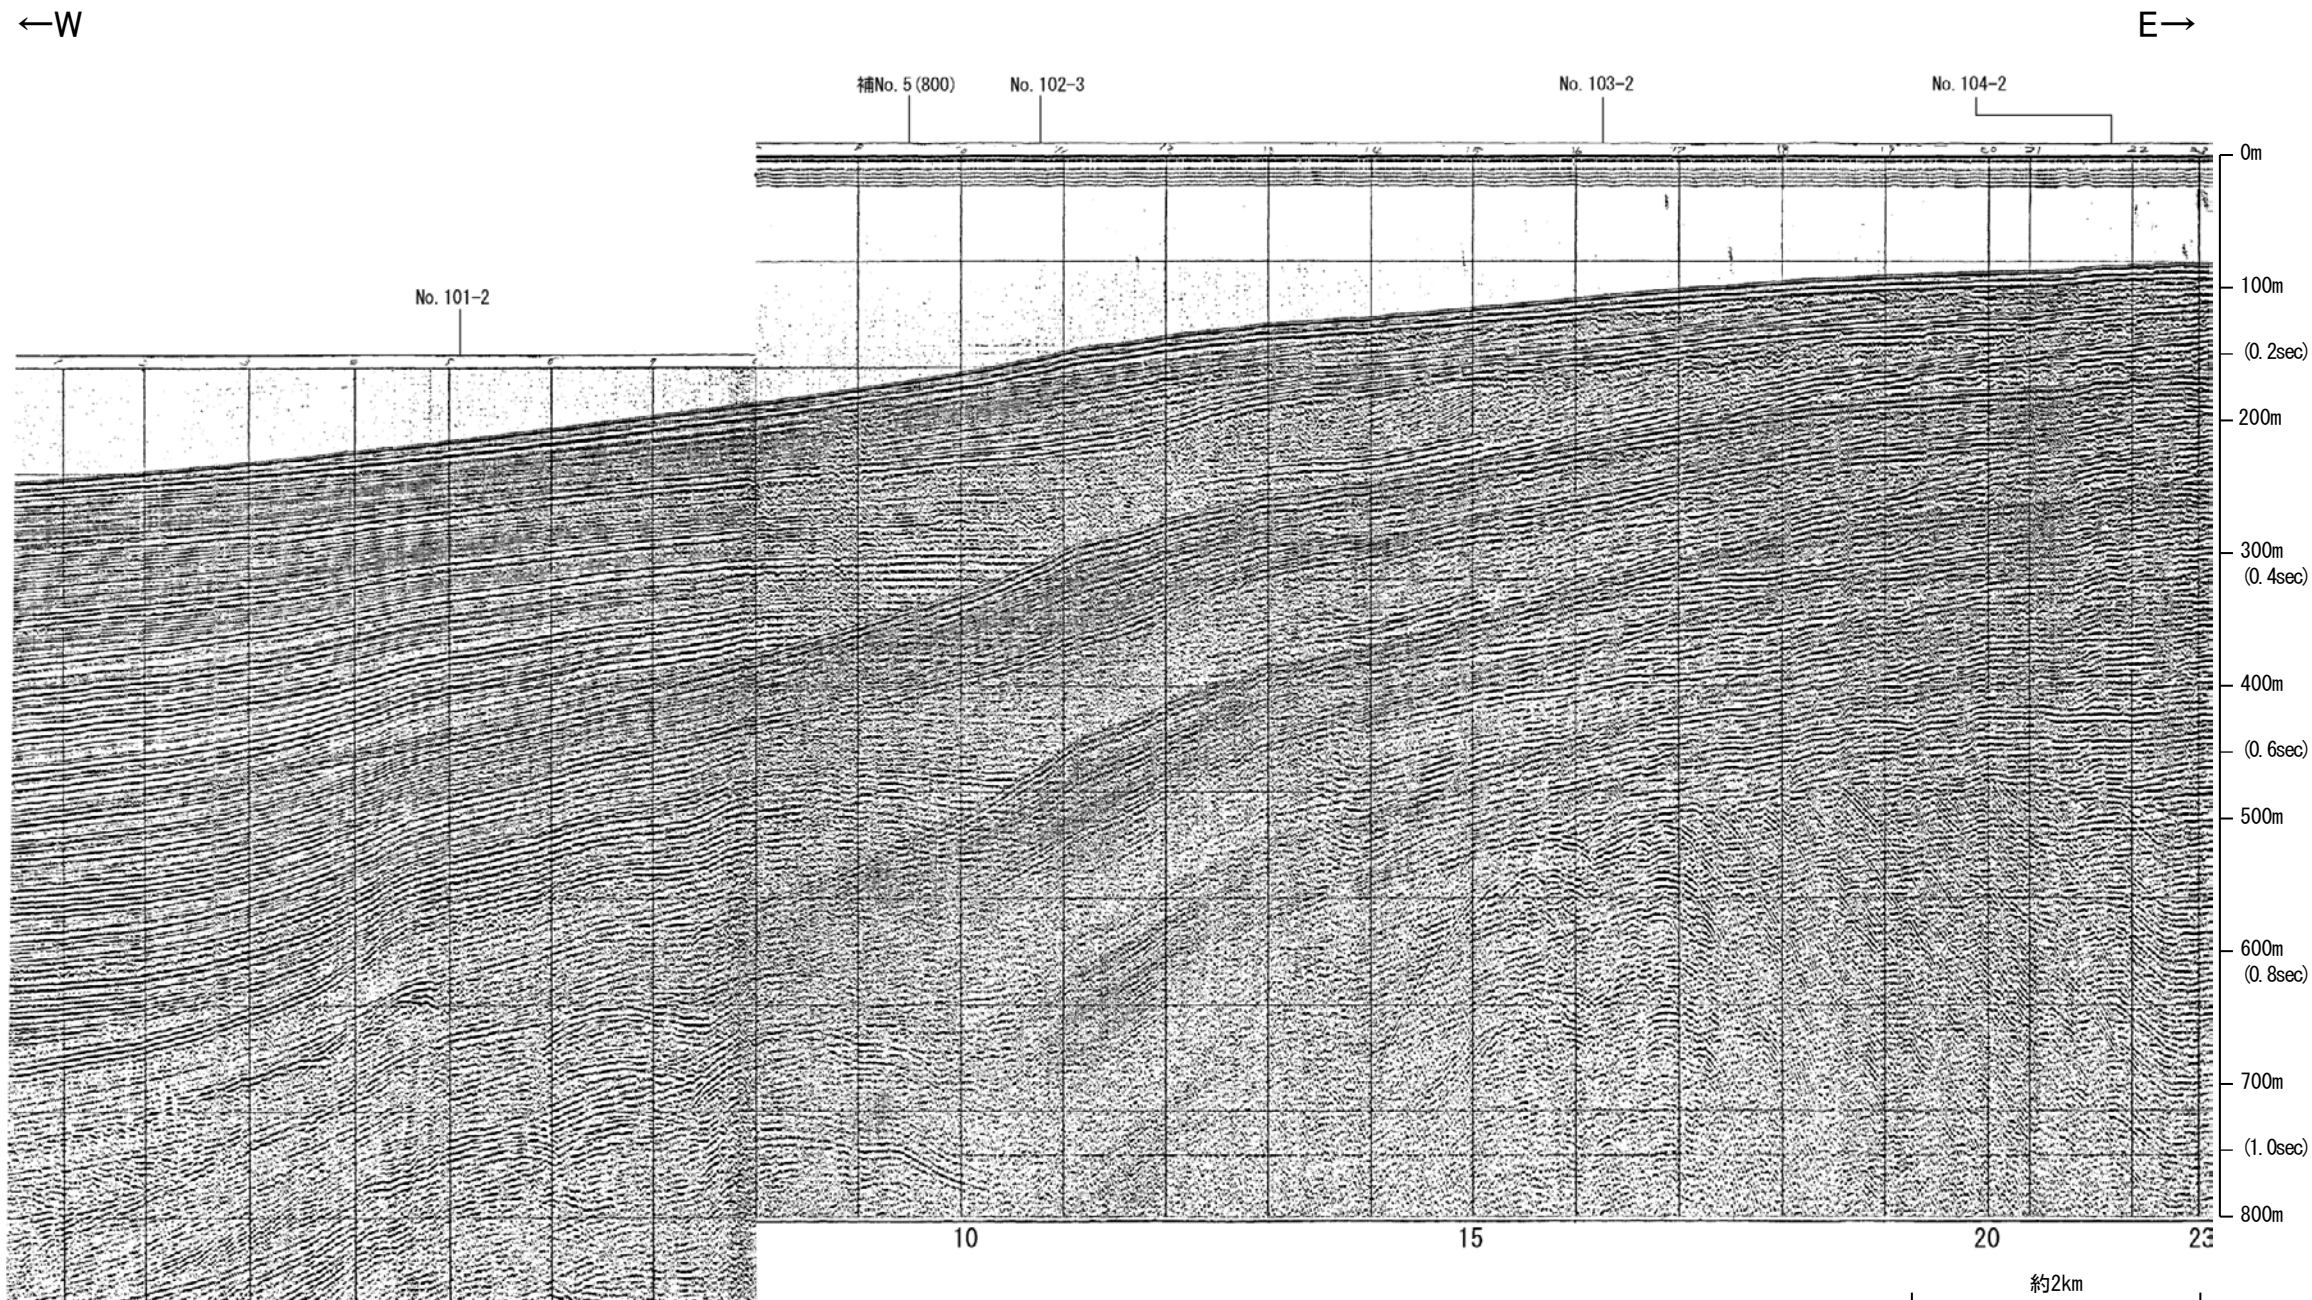 ←W
E→
補No.5(800)
No.102-3
No.103-2
No.104-2
No.101-2
0m
100m
(0.2sec)
200m
300m
(0.4sec)
400m
(0.6sec)
500m
600m
(0.8sec)
700m
(1.0sec)
800m
10
15
20
23
約2km